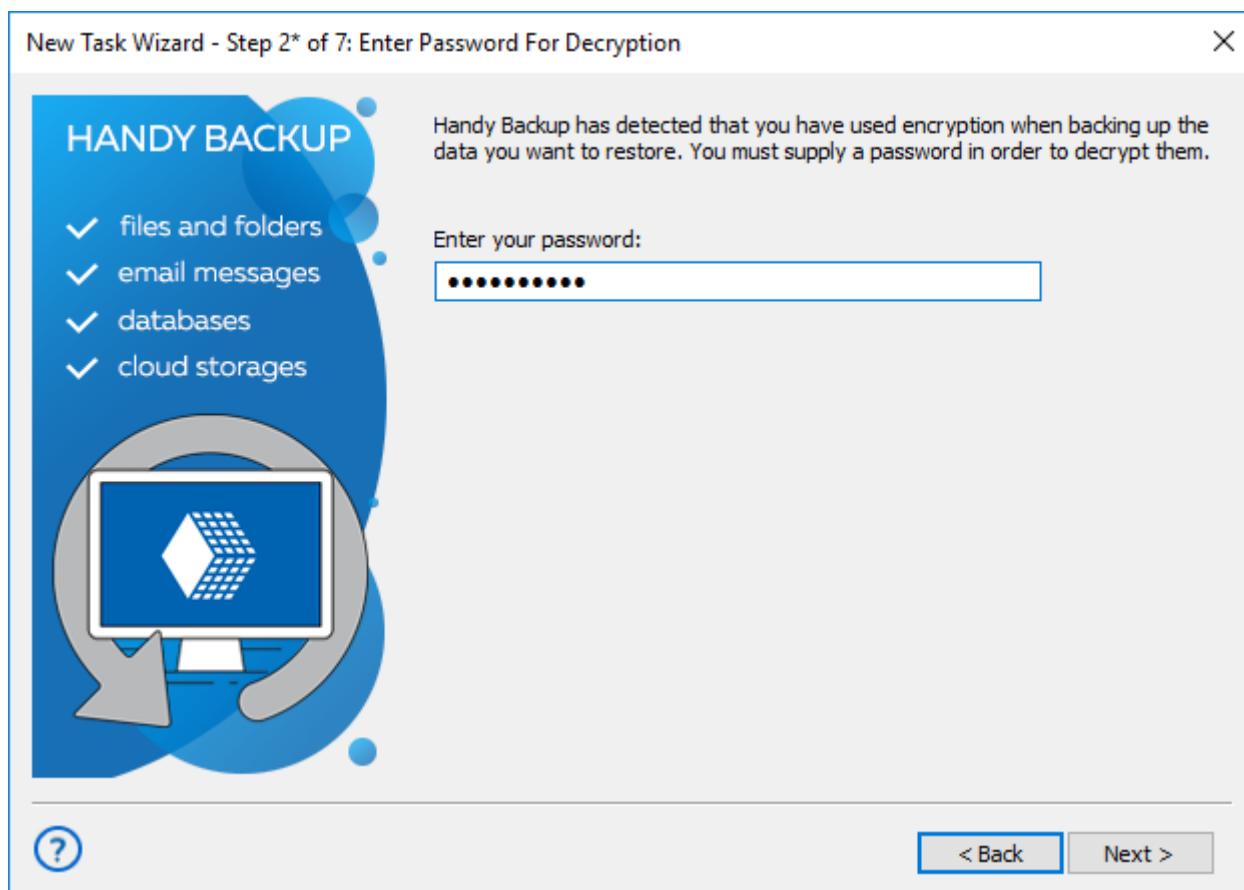 New Task Wizard - Step 2* of 7: Enter Password For Decryption
HANDY BACKUP
files and folders
email messages
databases
cloud storages
Handy Backup has detected that you have used encryption when backing up the
data you want to restore. You must supply a password in order to decrypt them.
Enter your password:
••••••••••
?
< Back
Next >